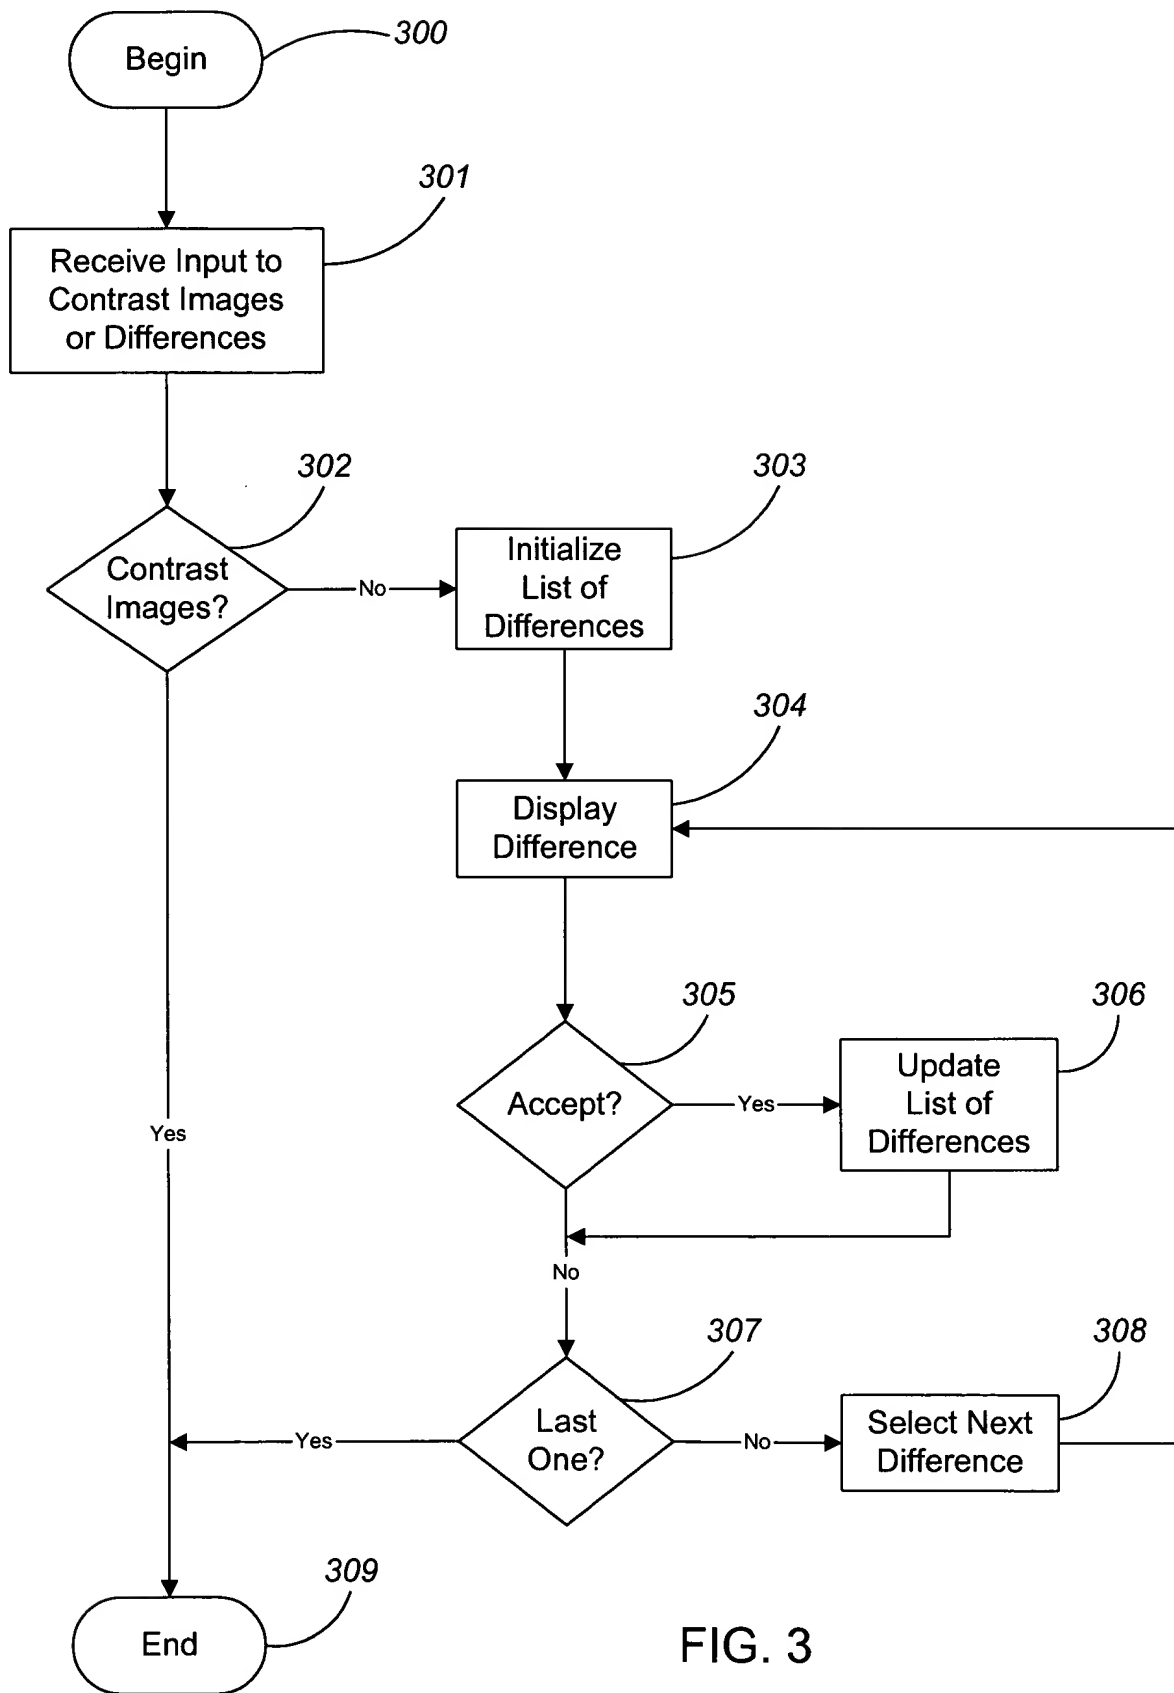 300
Begin
301
Receive Input to
Contrast Images
or Differences
302
303
Contrast
Images?
No
Initialize
List of
Differences
304
Display
Difference
305
306
Accept?
Yes
Update
List of
Differences
Yes
No
307
308
Last
One?
Yes
No
Select Next
Difference
309
End
FIG. 3